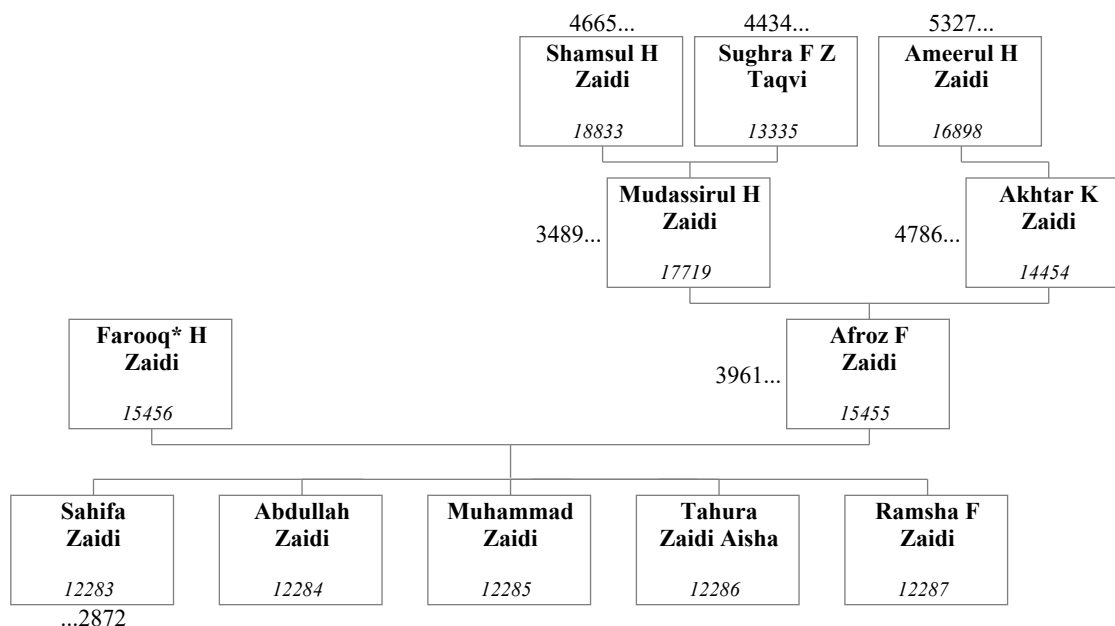 4665...
4434...
5327...
Shamsul H
Zaidi
18833
Sughra F Z
Taqvi
13335
Ameerul H
Zaidi
16898
3489...
Mudassirul H
Zaidi
17719
4786...
Akhtar K
Zaidi
14454
Farooq* H
Zaidi
15456
3961...
Afroz F
Zaidi
15455
Sahifa
Zaidi
12283
...2872
Abdullah
Zaidi
12284
Muhammad
Zaidi
12285
Tahura
Zaidi Aisha
12286
Ramsha F
Zaidi
12287